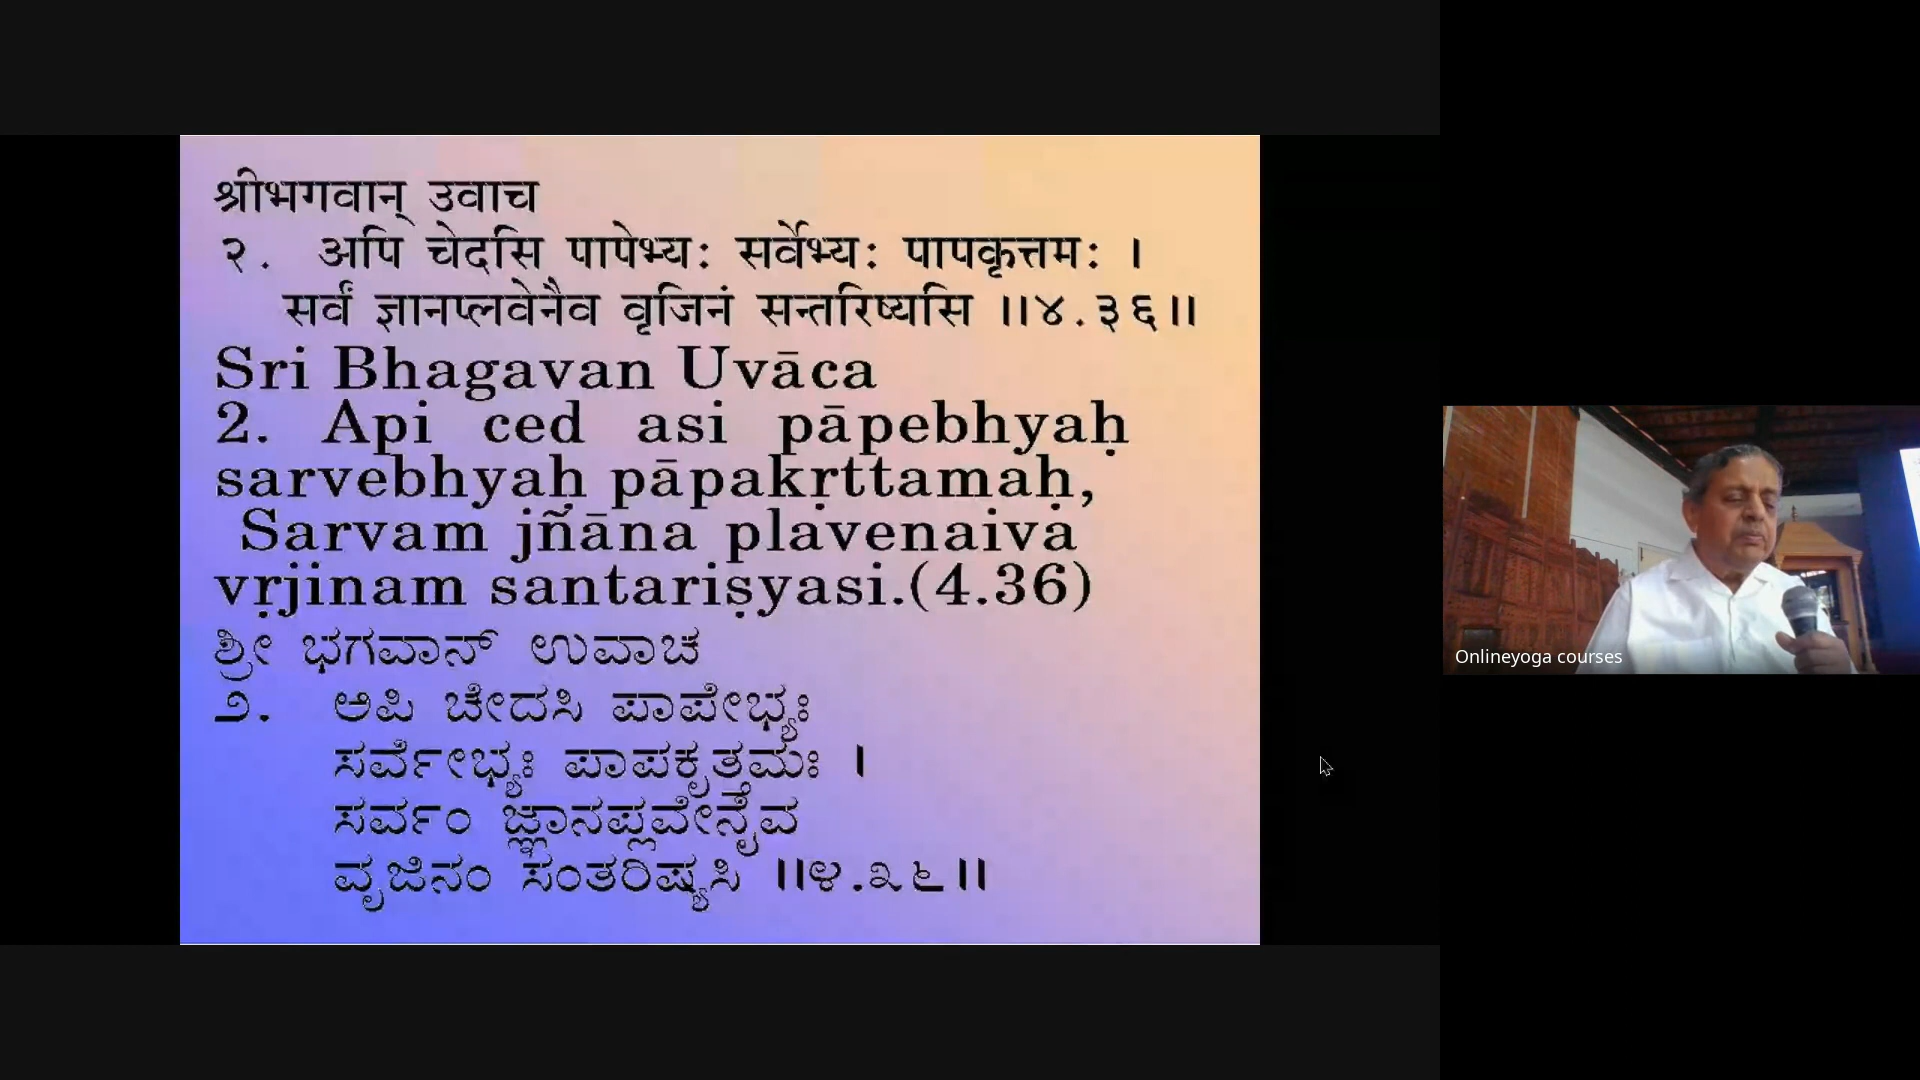 श्रीभगवान् उवाच
२. अपि चेदसि पापेभ्यः सर्वेभ्यः पापकृत्तमः ।
सर्वं ज्ञानप्लवेनैव वृजिनं सन्तरिष्यसि ॥४.३६॥
Sri Bhagavan Uvāca
2. Api ced asi pāpebhyaḥ
sarvebhyaḥ pāpakṛttamaḥ,
Sarvam jñāna plavenaiva
vṛjinam santariṣyasi.(4.36)
ಶ್ರೀ ಭಗವಾನ್ ಉವಾಚ
೨. ಅಪಿ ಚೇದಸಿ ಪಾಪೇಭ್ಯಃ
ಸರ್ವೇಭ್ಯಃ ಪಾಪಕೃತ್ತಮಃ ।
ಸರ್ವಂ ಜ್ಞಾನಪ್ಲವೇನೈವ
ವೃಜಿನಂ ಸಂತರಿಷ್ಯಸಿ ॥೪.೩೬॥
Onlineyoga courses